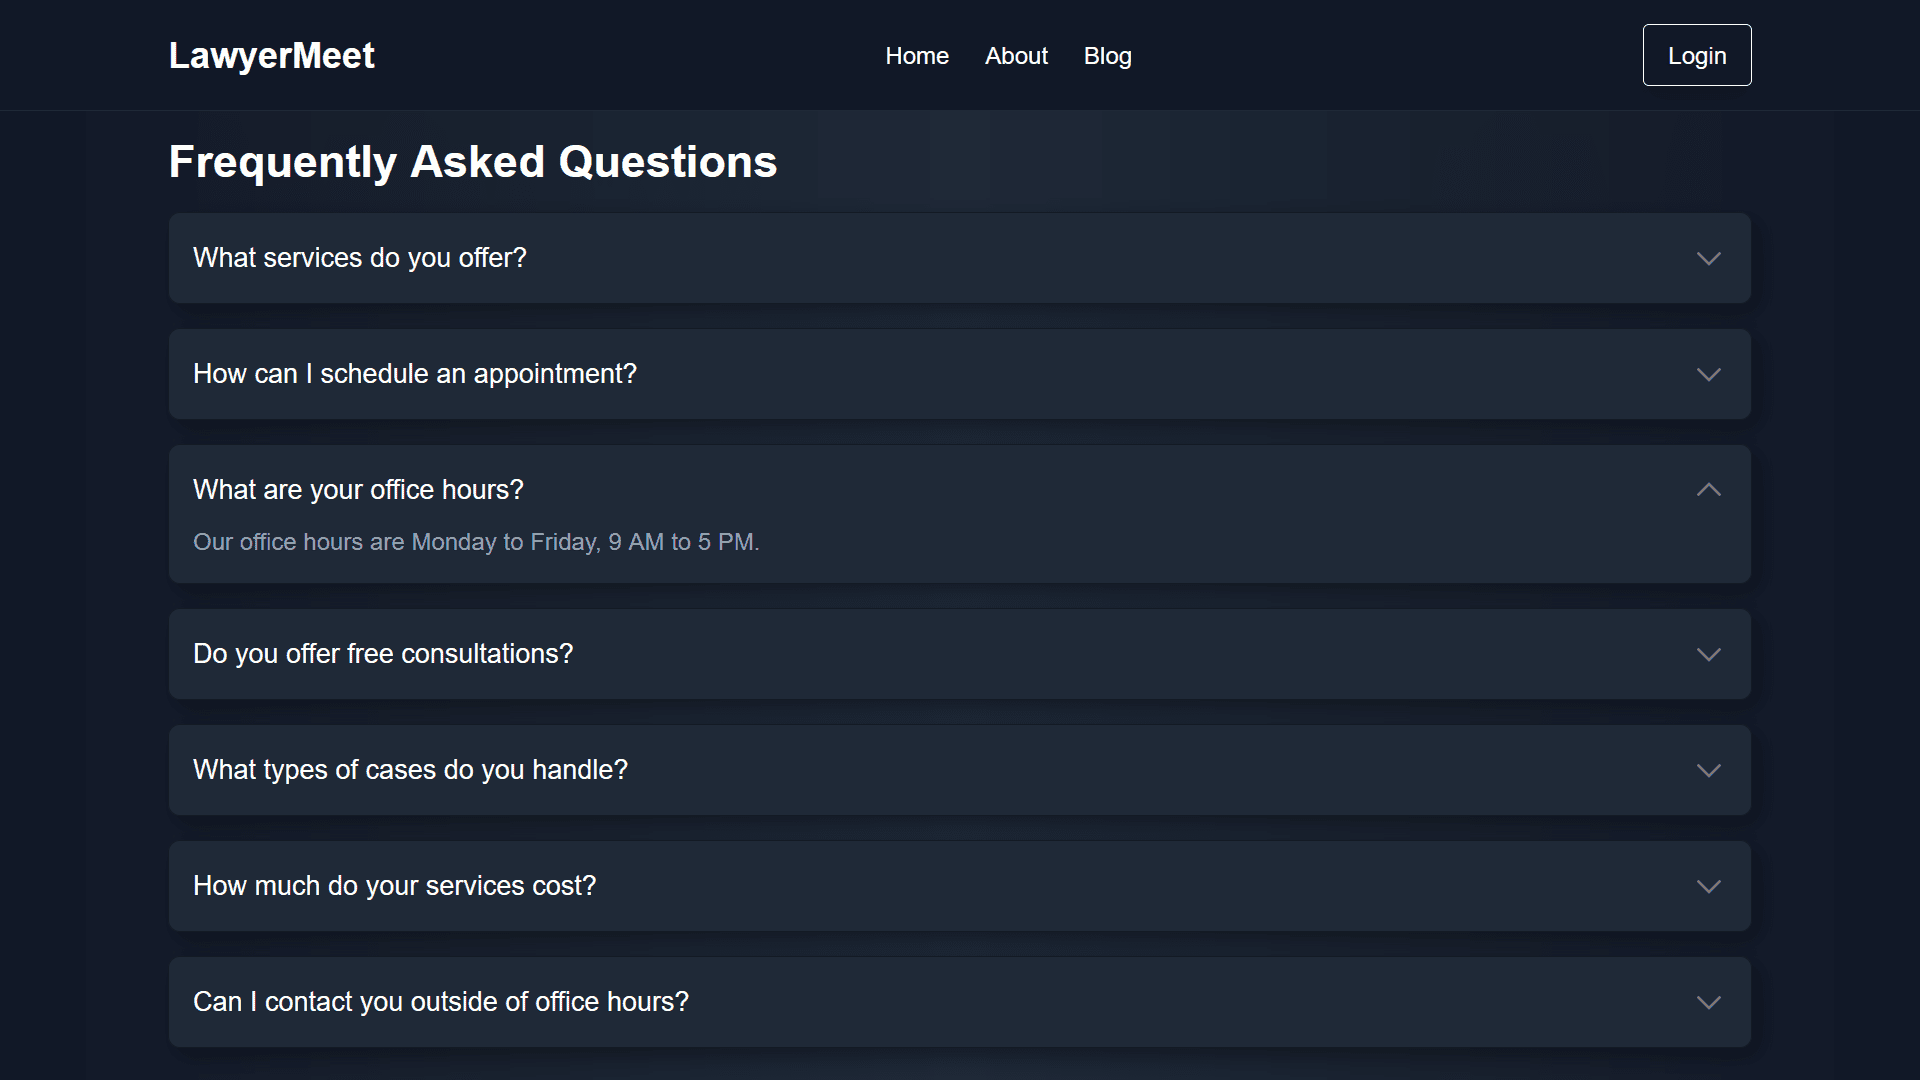 LawyerMeet
Home About Blog
Login
Frequently Asked Questions
What services do you offer?
How can I schedule an appointment?
What are your office hours?
Our office hours are Monday to Friday, 9 AM to 5 PM.
Do you offer free consultations?
What types of cases do you handle?
How much do your services cost?
Can I contact you outside of office hours?